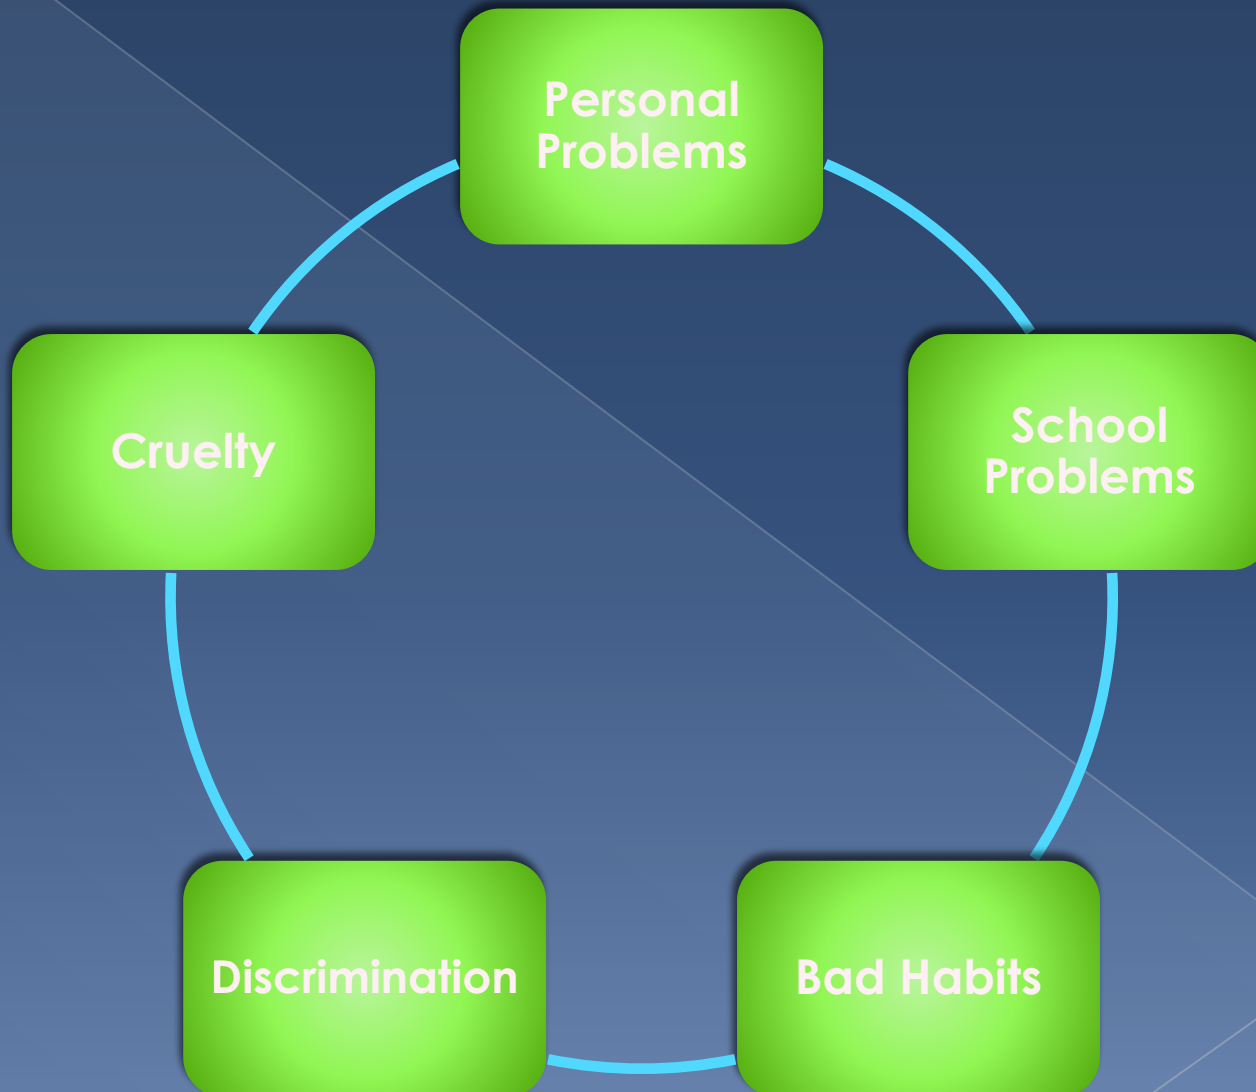 Personal
Problems
Cruelty
School
Problems
Discrimination
Bad Habits